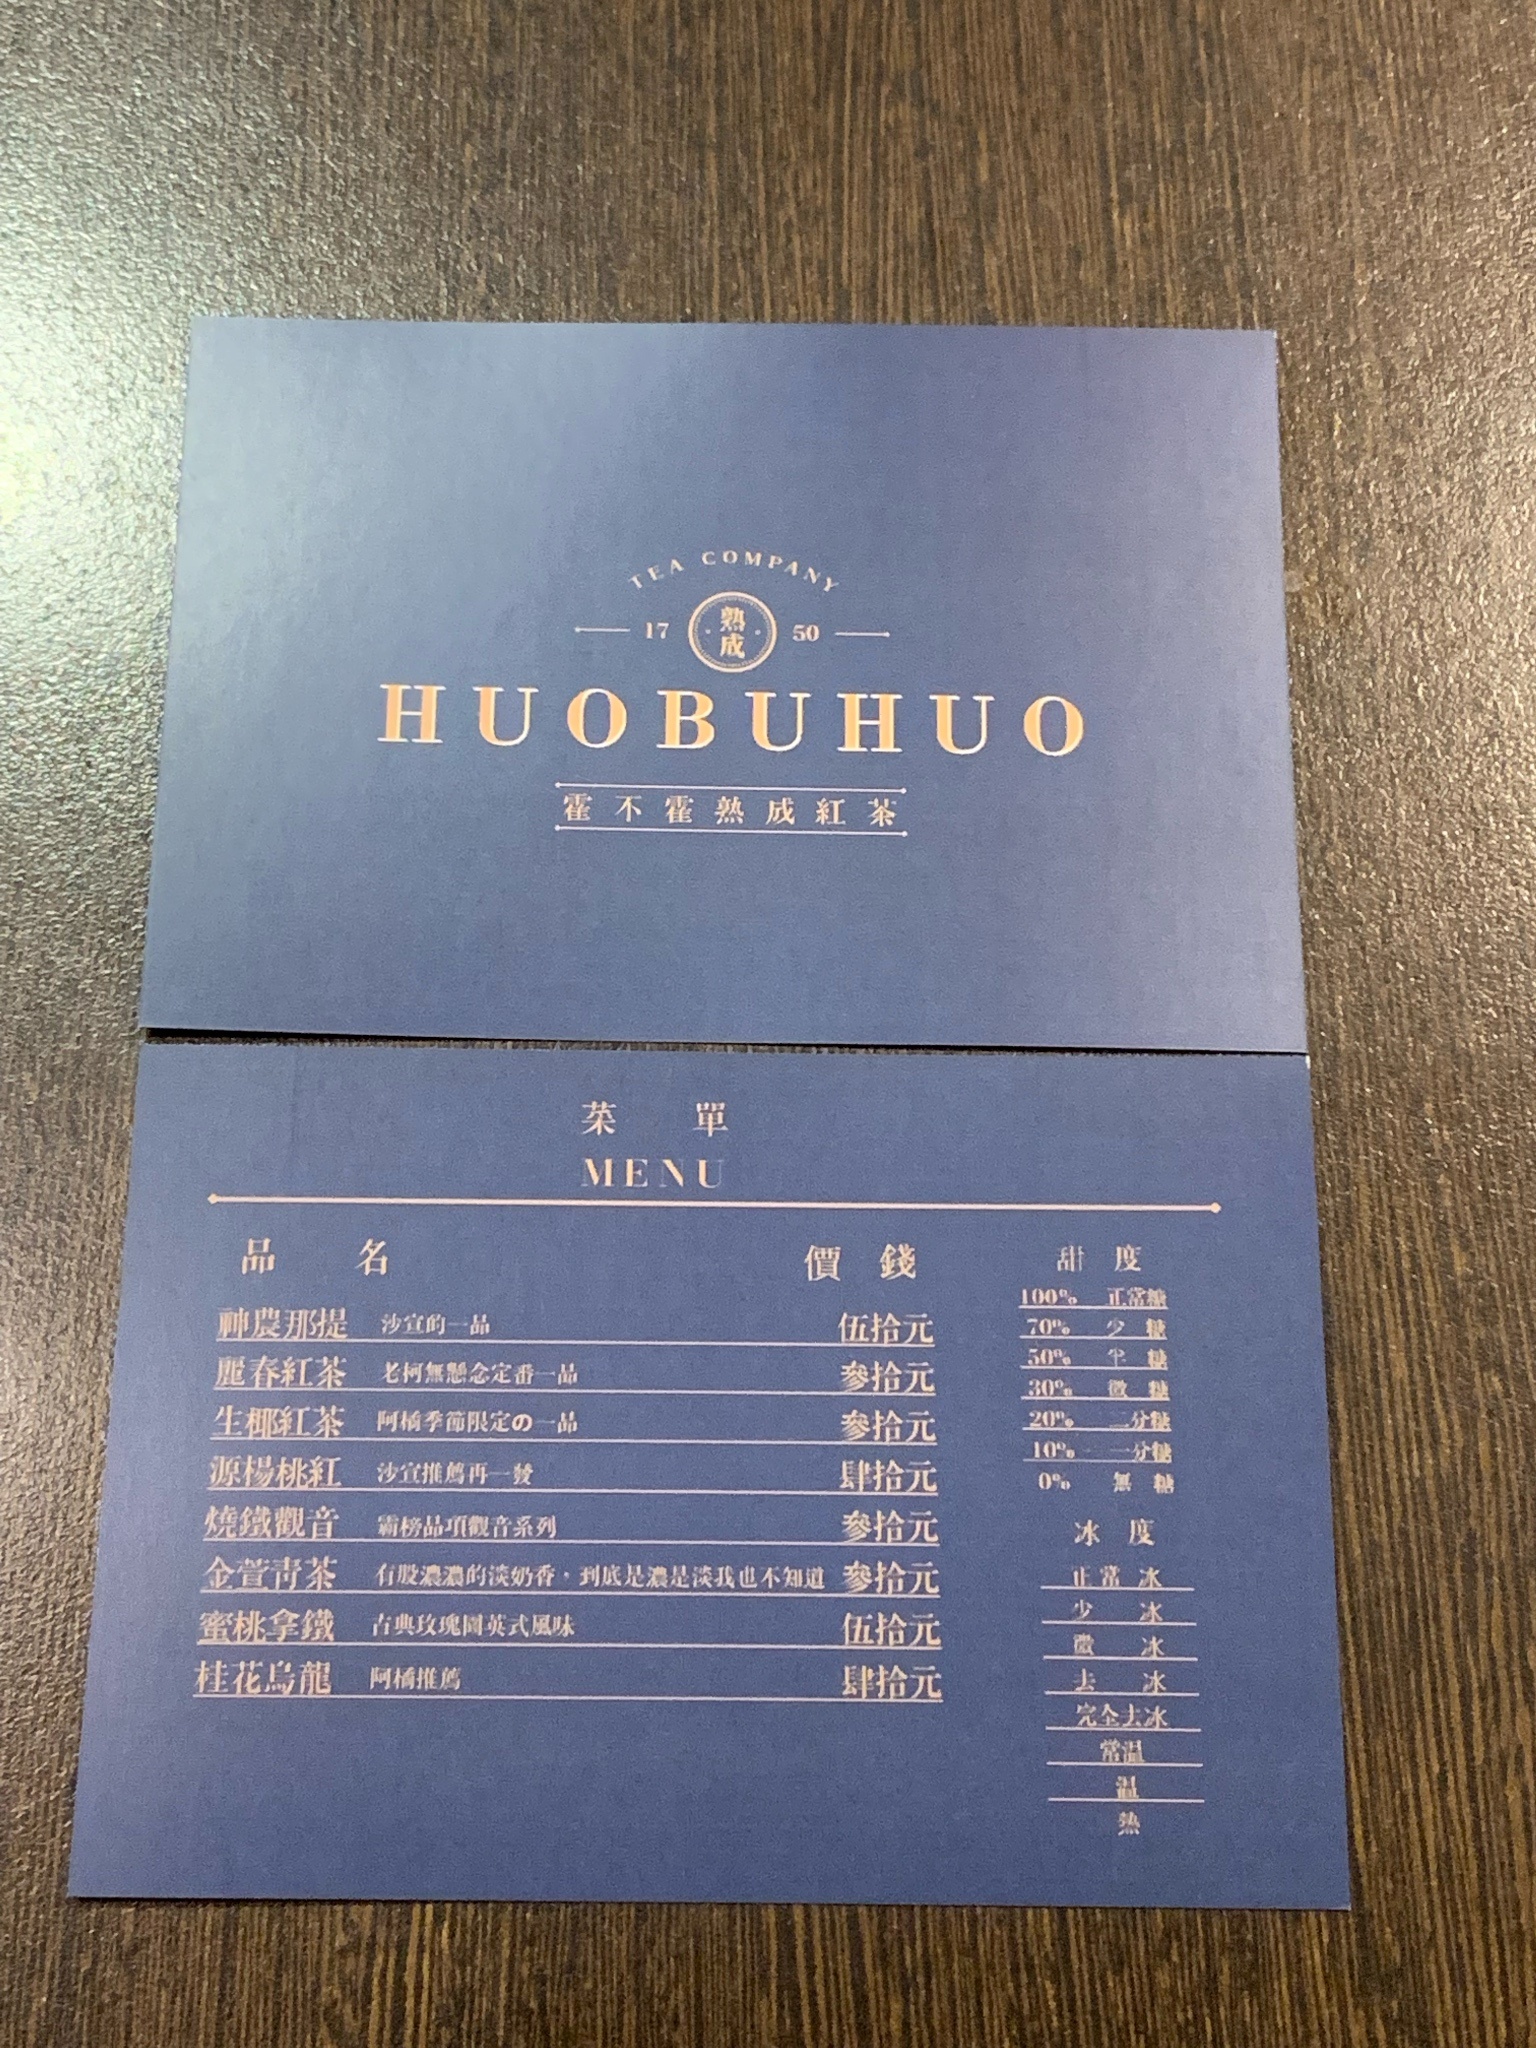 TEA COMPANY
17 熟成 50
HUOBUHUO
霍不霍熟成紅茶
菜單
MENU
品名 價錢 甜度
神農那提 沙宣的一品 伍拾元
麗春紅茶 老柯無懸念定番一品 參拾元
生椰紅茶 阿橘季節限定の一品 參拾元
源楊桃紅 沙宣推薦再一發 肆拾元
燒鐵觀音 霸榜品項觀音系列 參拾元
金萱青茶 有股濃濃的淡奶香，到底是濃是淡我也不知道 參拾元
蜜桃拿鐵 古典玫瑰園英式風味 伍拾元
桂花烏龍 阿橘推薦 肆拾元
100% 正常糖
70% 少糖
50% 半糖
30% 微糖
20% 二分糖
10% 一分糖
0% 無糖
冰度
正常冰
少冰
微冰
去冰
完全去冰
常溫
溫
熱